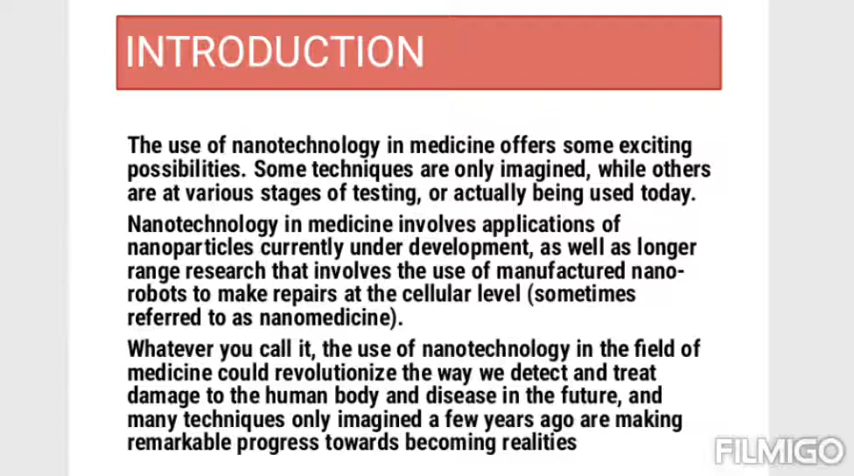 INTRODUCTION
The use of nanotechnology in medicine offers some exciting
possibilities. Some techniques are only imagined, while others
are at various stages of testing, or actually being used today.
Nanotechnology in medicine involves applications of
nanoparticles currently under development, as well as longer
range research that involves the use of manufactured nano-
robots to make repairs at the cellular level (sometimes
referred to as nanomedicine).
Whatever you call it, the use of nanotechnology in the field of
medicine could revolutionize the way we detect and treat
damage to the human body and disease in the future, and
many techniques only imagined a few years ago are making
remarkable progress towards becoming realities
FILMIGO